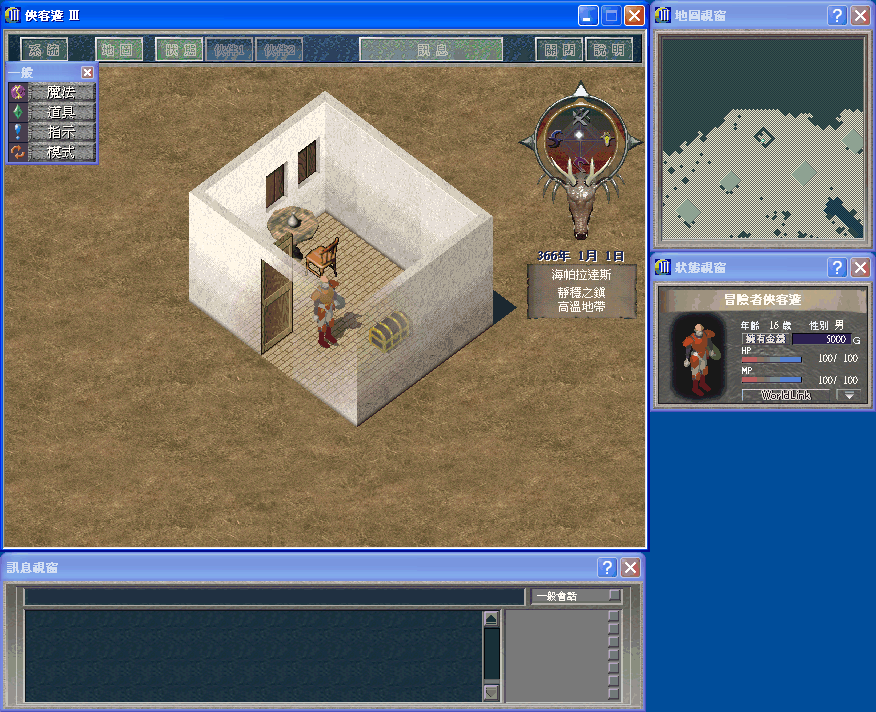 俠客遊 III
系統
地圖
狀態
伙伴1
伙伴2
訊息
開閉
說明
一般
魔法
道具
指示
模式
366年 1月 1日
海帕拉達斯
靜穩之鎮
高溫地帶
地圖視窗
狀態視窗
冒險者俠客遊
年齡 16 歲 性別 男
擁有金錢 5000 G
HP
100/ 100
MP
100/ 100
WorldLink
訊息視窗
一般會話